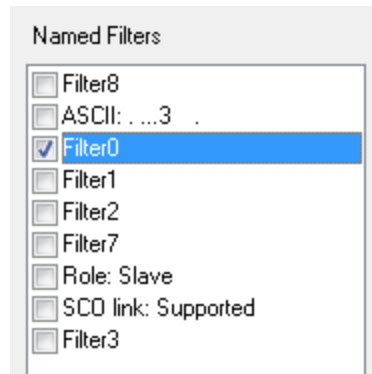 Named Filters
Filter8
ASCII: . ...3 .
Filter0
Filter1
Filter2
Filter7
Role: Slave
SCO link: Supported
Filter3